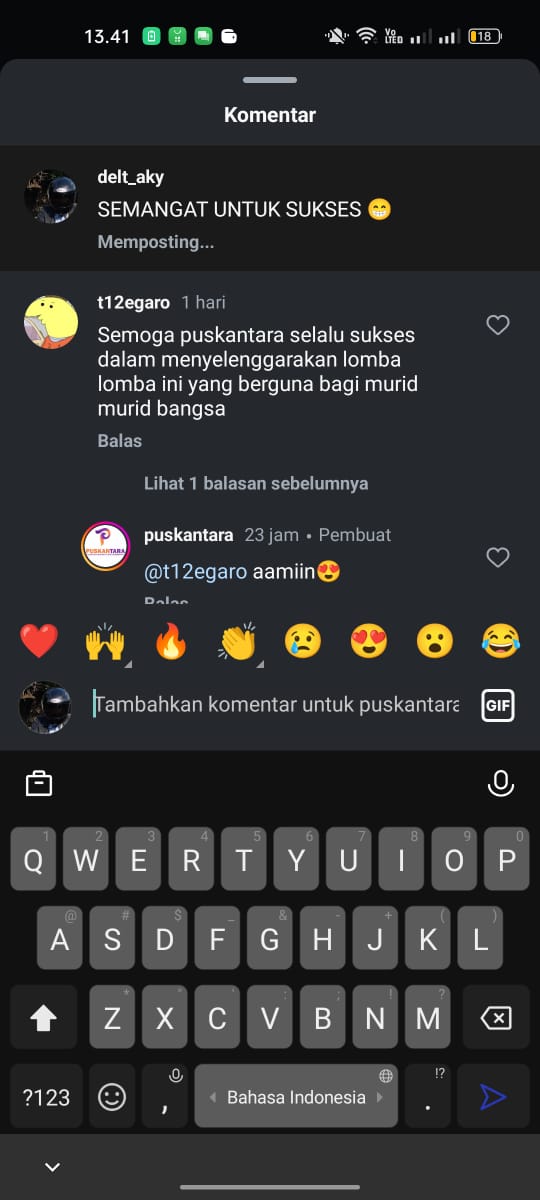 13.41
Vo
LTED
18
Komentar
delt_aky
SEMANGAT UNTUK SUKSES 😁
Memposting...
t12egaro 1 hari
Semoga puskantara selalu sukses
dalam menyelenggarakan lomba
lomba ini yang berguna bagi murid
murid bangsa
Balas
Lihat 1 balasan sebelumnya
PUSKANTARA
puskantara 23 jam • Pembuat
@t12egaro aamiin😍
Balas
❤️ 🙌 🔥 👏 😢 😍 😮 😂
Tambahkan komentar untuk puskantara
GIF
1 2 3 4 5 6 7 8 9 0
Q W E R T Y U I O P
@ # $ _ & - + ( )
A S D F G H J K L
* " ' : ; ! ?
Z X C V B N M
!?
?123 , Bahasa Indonesia .